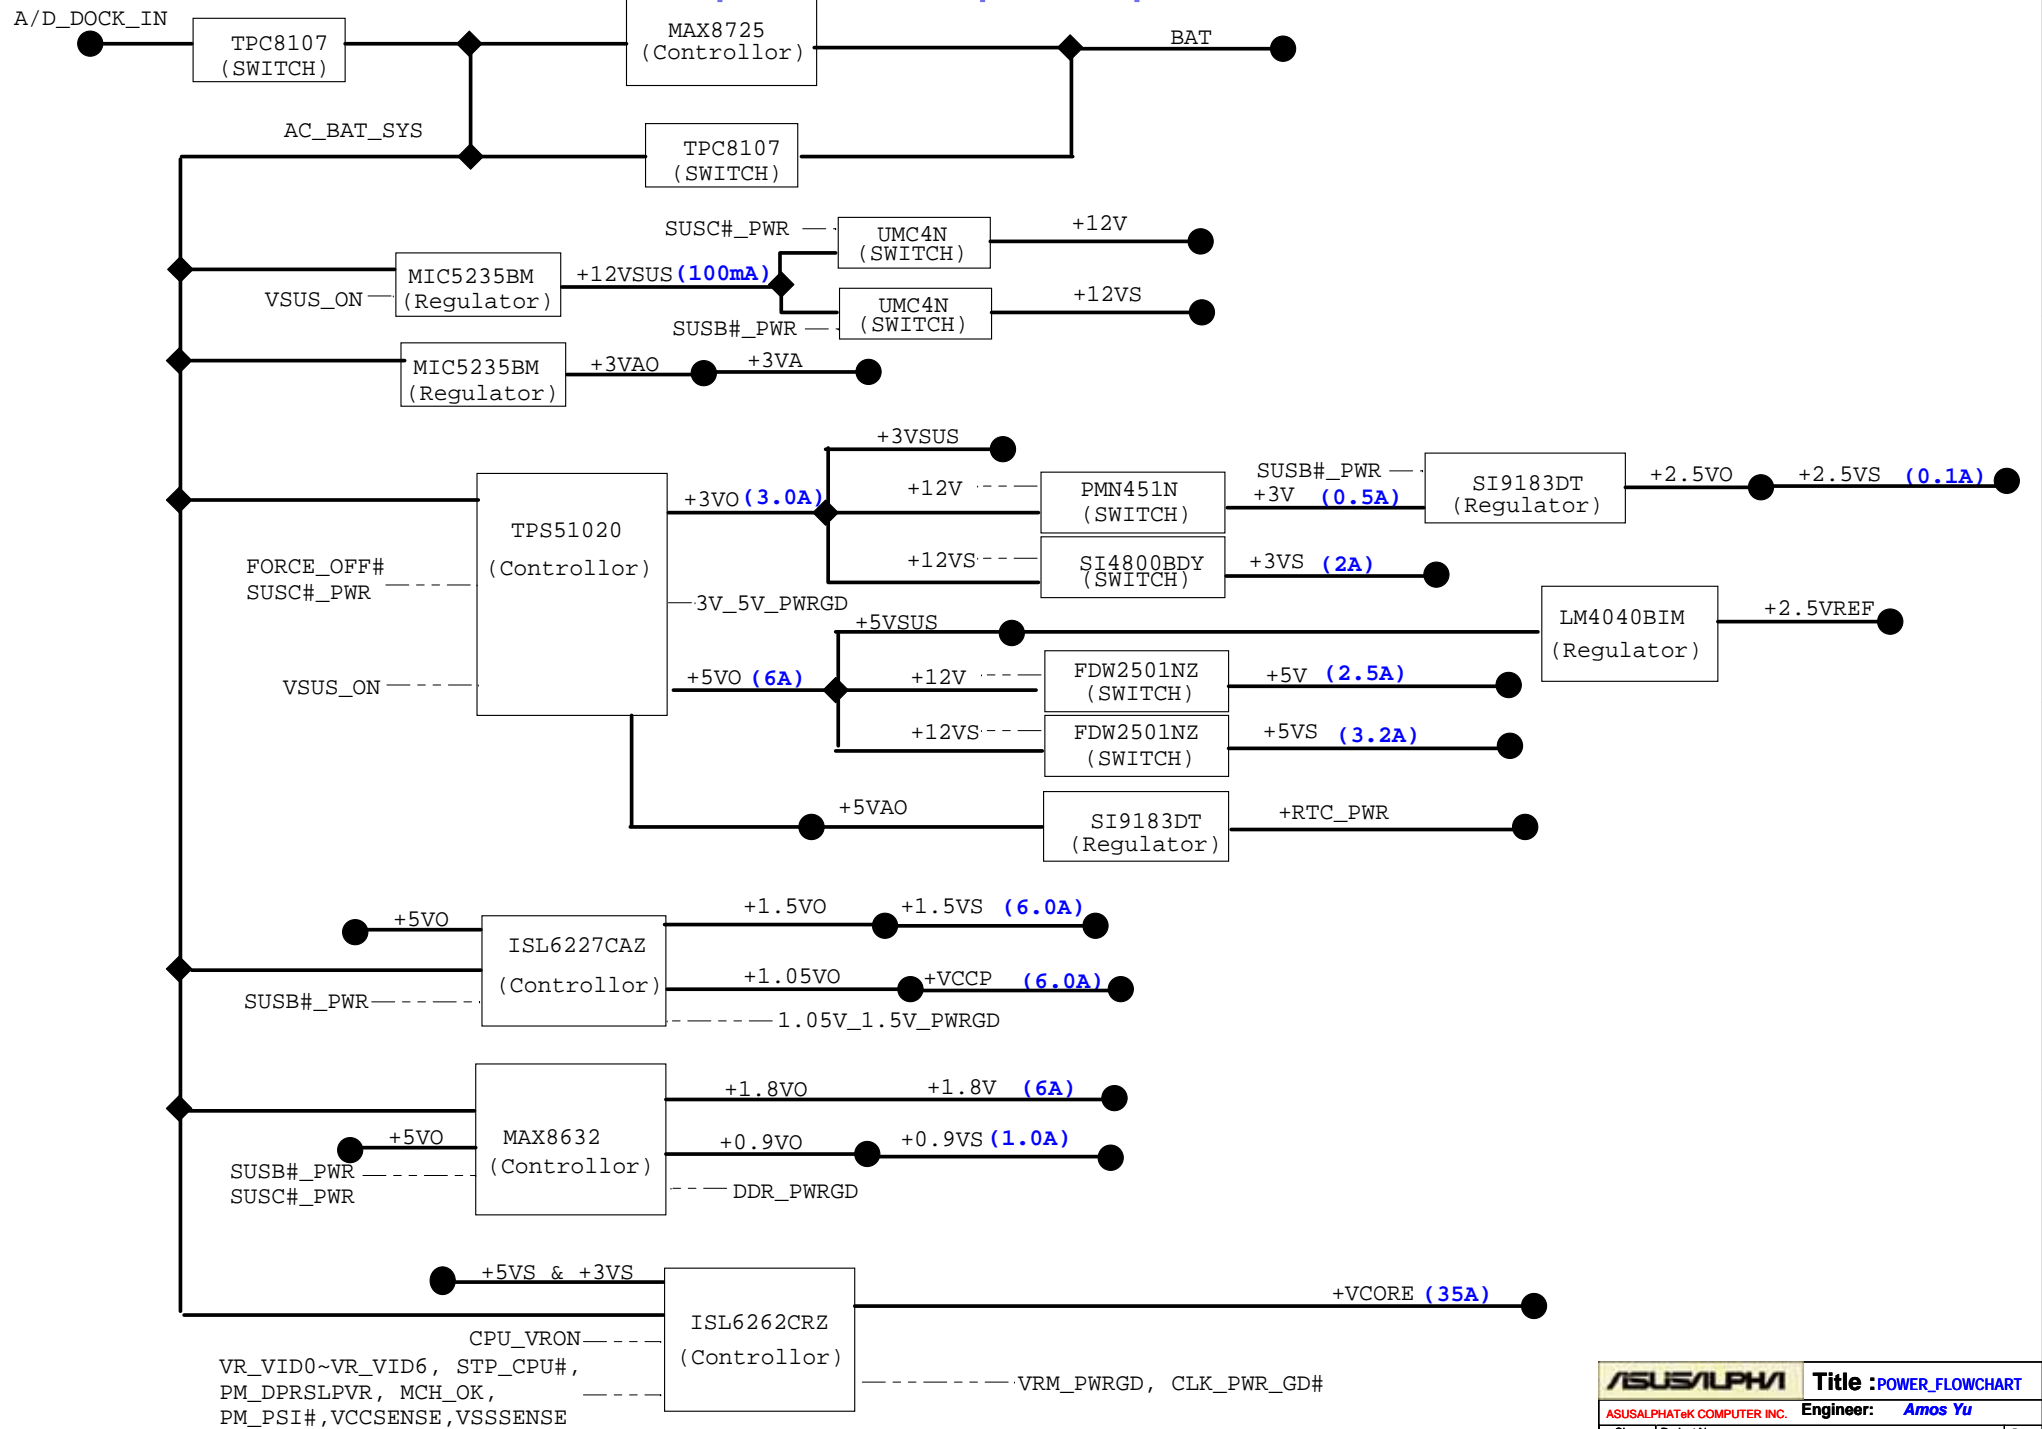 A/D_DOCK_IN
TPC8107
(SWITCH)
MAX8725
(Controllor)
BAT
AC_BAT_SYS
TPC8107
(SWITCH)
SUSC#_PWR
UMC4N
(SWITCH)
+12V
MIC5235BM
(Regulator)
+12VSUS (100mA)
VSUS_ON
UMC4N
(SWITCH)
+12VS
SUSB#_PWR
MIC5235BM
(Regulator)
+3VAO
+3VA
+3VSUS
TPS51020
(Controllor)
+3VO (3.0A)
+12V
PMN451N
(SWITCH)
+3V (0.5A)
SUSB#_PWR
SI9183DT
(Regulator)
+2.5VO
+2.5VS (0.1A)
FORCE_OFF#
SUSC#_PWR
+12VS
SI4800BDY
(SWITCH)
+3VS (2A)
3V_5V_PWRGD
+5VSUS
LM4040BIM
(Regulator)
+2.5VREF
VSUS_ON
+5VO (6A)
+12V
FDW2501NZ
(SWITCH)
+5V (2.5A)
+12VS
FDW2501NZ
(SWITCH)
+5VS (3.2A)
+5VAO
SI9183DT
(Regulator)
+RTC_PWR
+5VO
ISL6227CAZ
(Controllor)
+1.5VO
+1.5VS (6.0A)
+1.05VO
+VCCP (6.0A)
SUSB#_PWR
1.05V_1.5V_PWRGD
MAX8632
(Controllor)
+1.8VO
+1.8V (6A)
+5VO
+0.9VO
+0.9VS (1.0A)
SUSB#_PWR
SUSC#_PWR
DDR_PWRGD
+5VS & +3VS
ISL6262CRZ
(Controllor)
+VCORE (35A)
CPU_VRON
VR_VID0~VR_VID6, STP_CPU#,
PM_DPRSLPVR, MCH_OK,
PM_PSI#,VCCSENSE,VSSSENSE
VRM_PWRGD, CLK_PWR_GD#
ASUSALPHA
Title : POWER_FLOWCHART
ASUSALPHATeK COMPUTER INC.
Engineer: Amos Yu